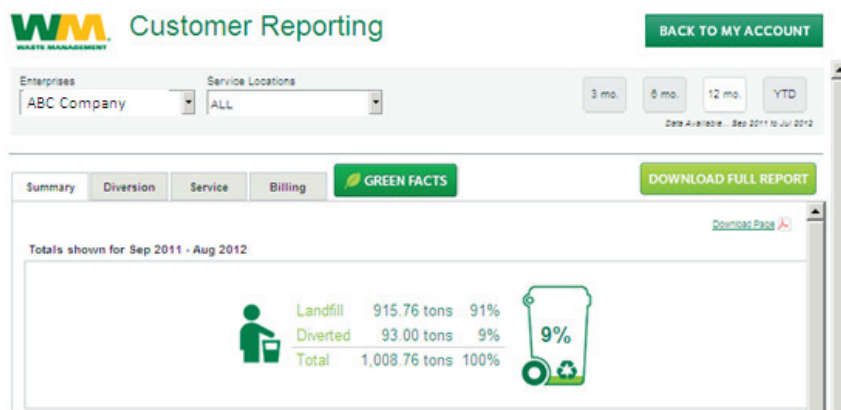 WM
WASTE MANAGEMENT
Customer Reporting
BACK TO MY ACCOUNT
Enterprises
ABC Company
Service Locations
ALL
3 mo.
6 mo.
12 mo.
YTD
Data Available... Sep 2011 to Jul 2012
Summary
Diversion
Service
Billing
GREEN FACTS
DOWNLOAD FULL REPORT
Download Page
Totals shown for Sep 2011 - Aug 2012
Landfill 915.76 tons 91%
Diverted 93.00 tons 9%
Total 1,008.76 tons 100%
9%